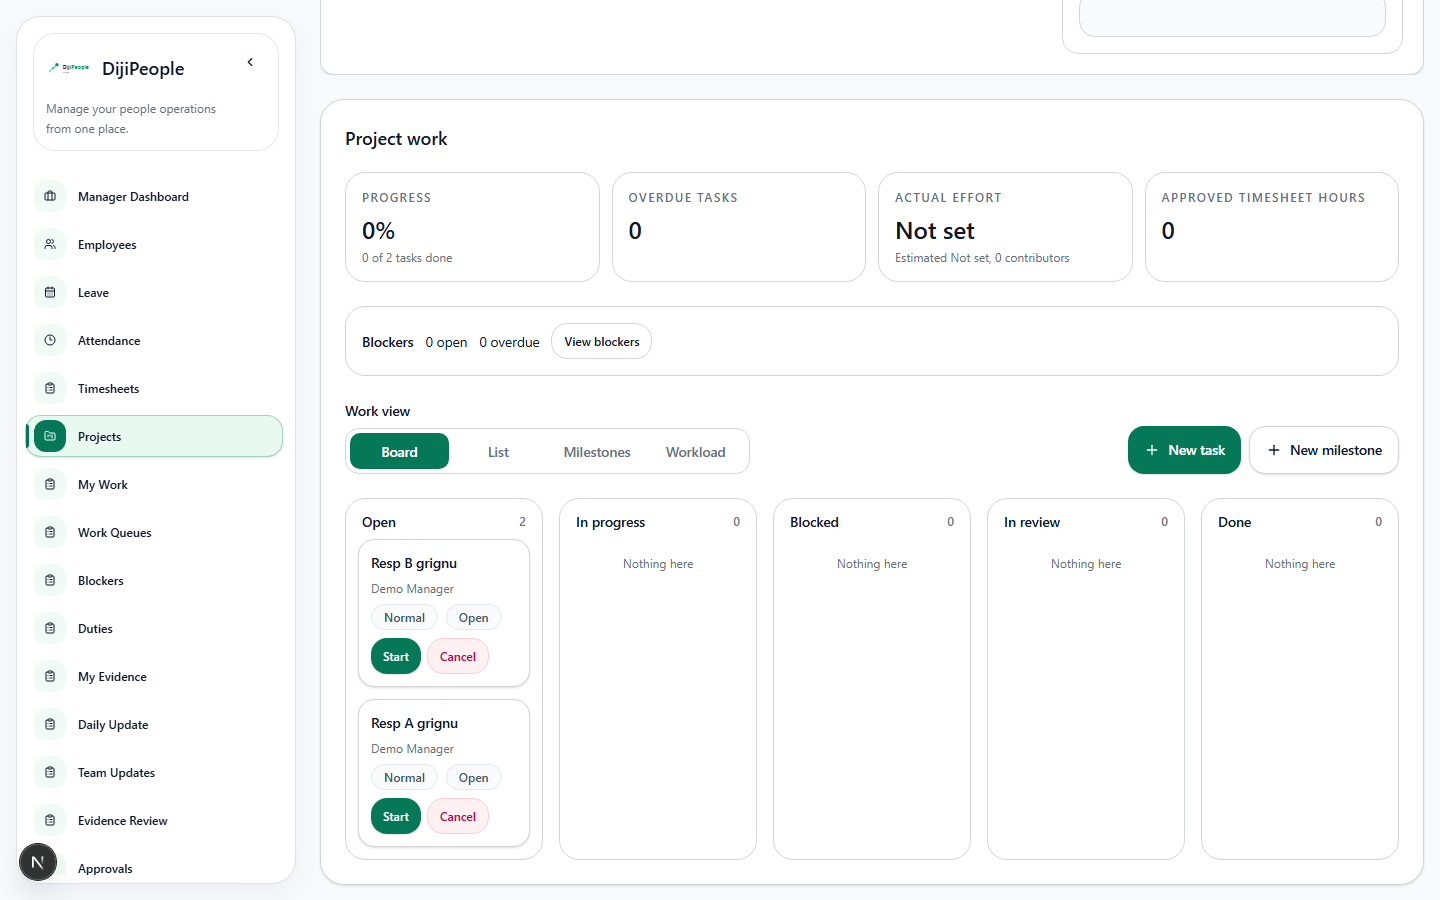 DijiPeople
DijiPeople
Manage your people operations
from one place.
Manager Dashboard
Employees
Leave
Attendance
Timesheets
Projects
My Work
Work Queues
Blockers
Duties
My Evidence
Daily Update
Team Updates
Evidence Review
Approvals
N
Project work
PROGRESS
0%
0 of 2 tasks done
OVERDUE TASKS
0
ACTUAL EFFORT
Not set
Estimated Not set, 0 contributors
APPROVED TIMESHEET HOURS
0
Blockers 0 open 0 overdue View blockers
Work view
Board List Milestones Workload
+ New task + New milestone
Open 2
Resp B grignu
Demo Manager
Normal Open
Start Cancel
Resp A grignu
Demo Manager
Normal Open
Start Cancel
In progress 0
Nothing here
Blocked 0
Nothing here
In review 0
Nothing here
Done 0
Nothing here